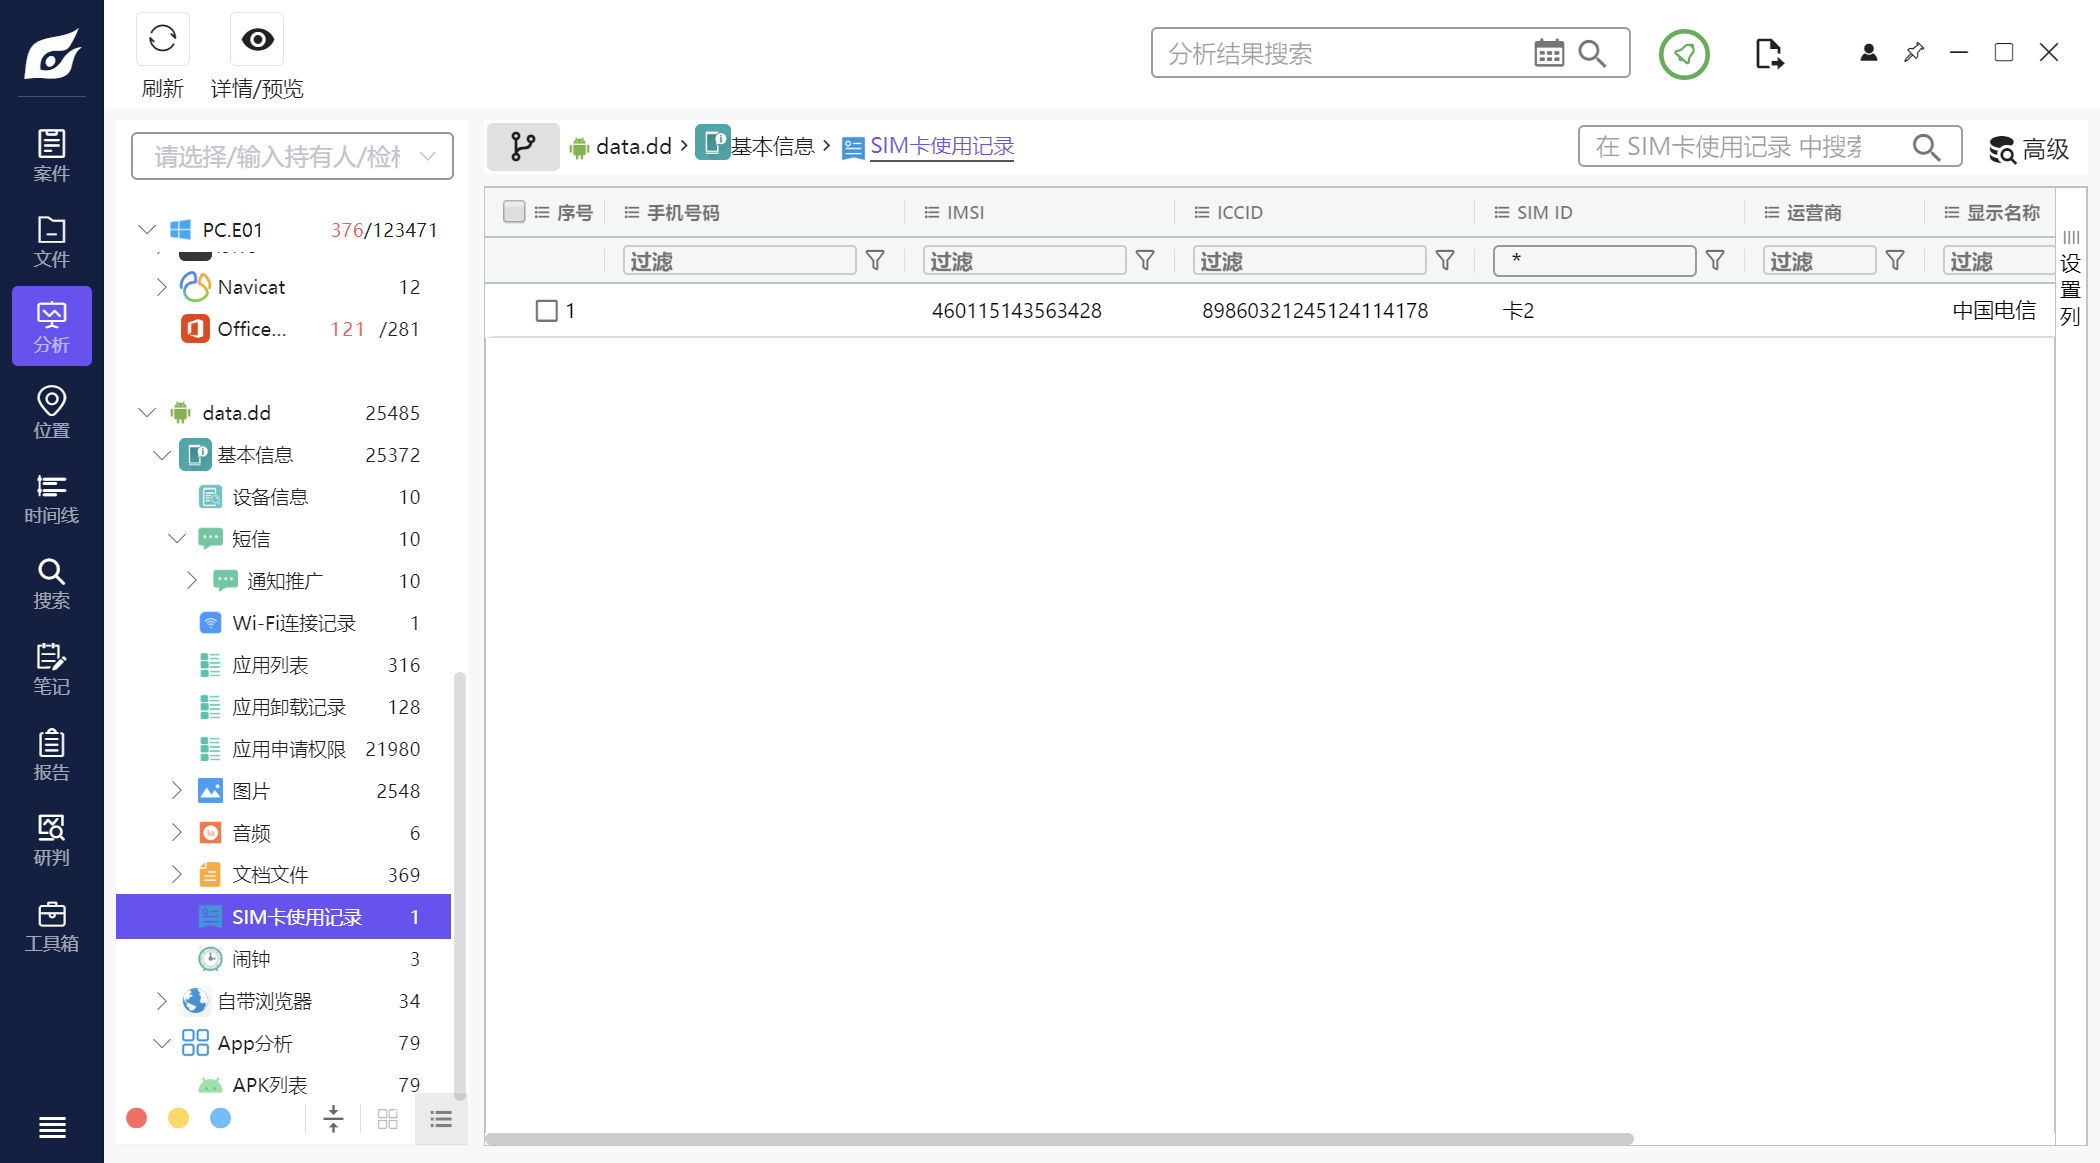 刷新
详情/预览
分析结果搜索
案件
文件
分析
位置
时间线
搜索
笔记
报告
研判
工具箱
请选择/输入持有人/检
PC.E01 376/123471
Navicat 12
Office... 121 /281
data.dd 25485
基本信息 25372
设备信息 10
短信 10
通知推广 10
Wi-Fi连接记录 1
应用列表 316
应用卸载记录 128
应用申请权限 21980
图片 2548
音频 6
文档文件 369
SIM卡使用记录 1
闹钟 3
自带浏览器 34
App分析 79
APK列表 79
data.dd › 基本信息 › SIM卡使用记录
在 SIM卡使用记录 中搜索
高级
序号 手机号码 IMSI ICCID SIM ID 运营商 显示名称
过滤 过滤 过滤 * 过滤 过滤
1 460115143563428 89860321245124114178 卡2 中国电信
设置列